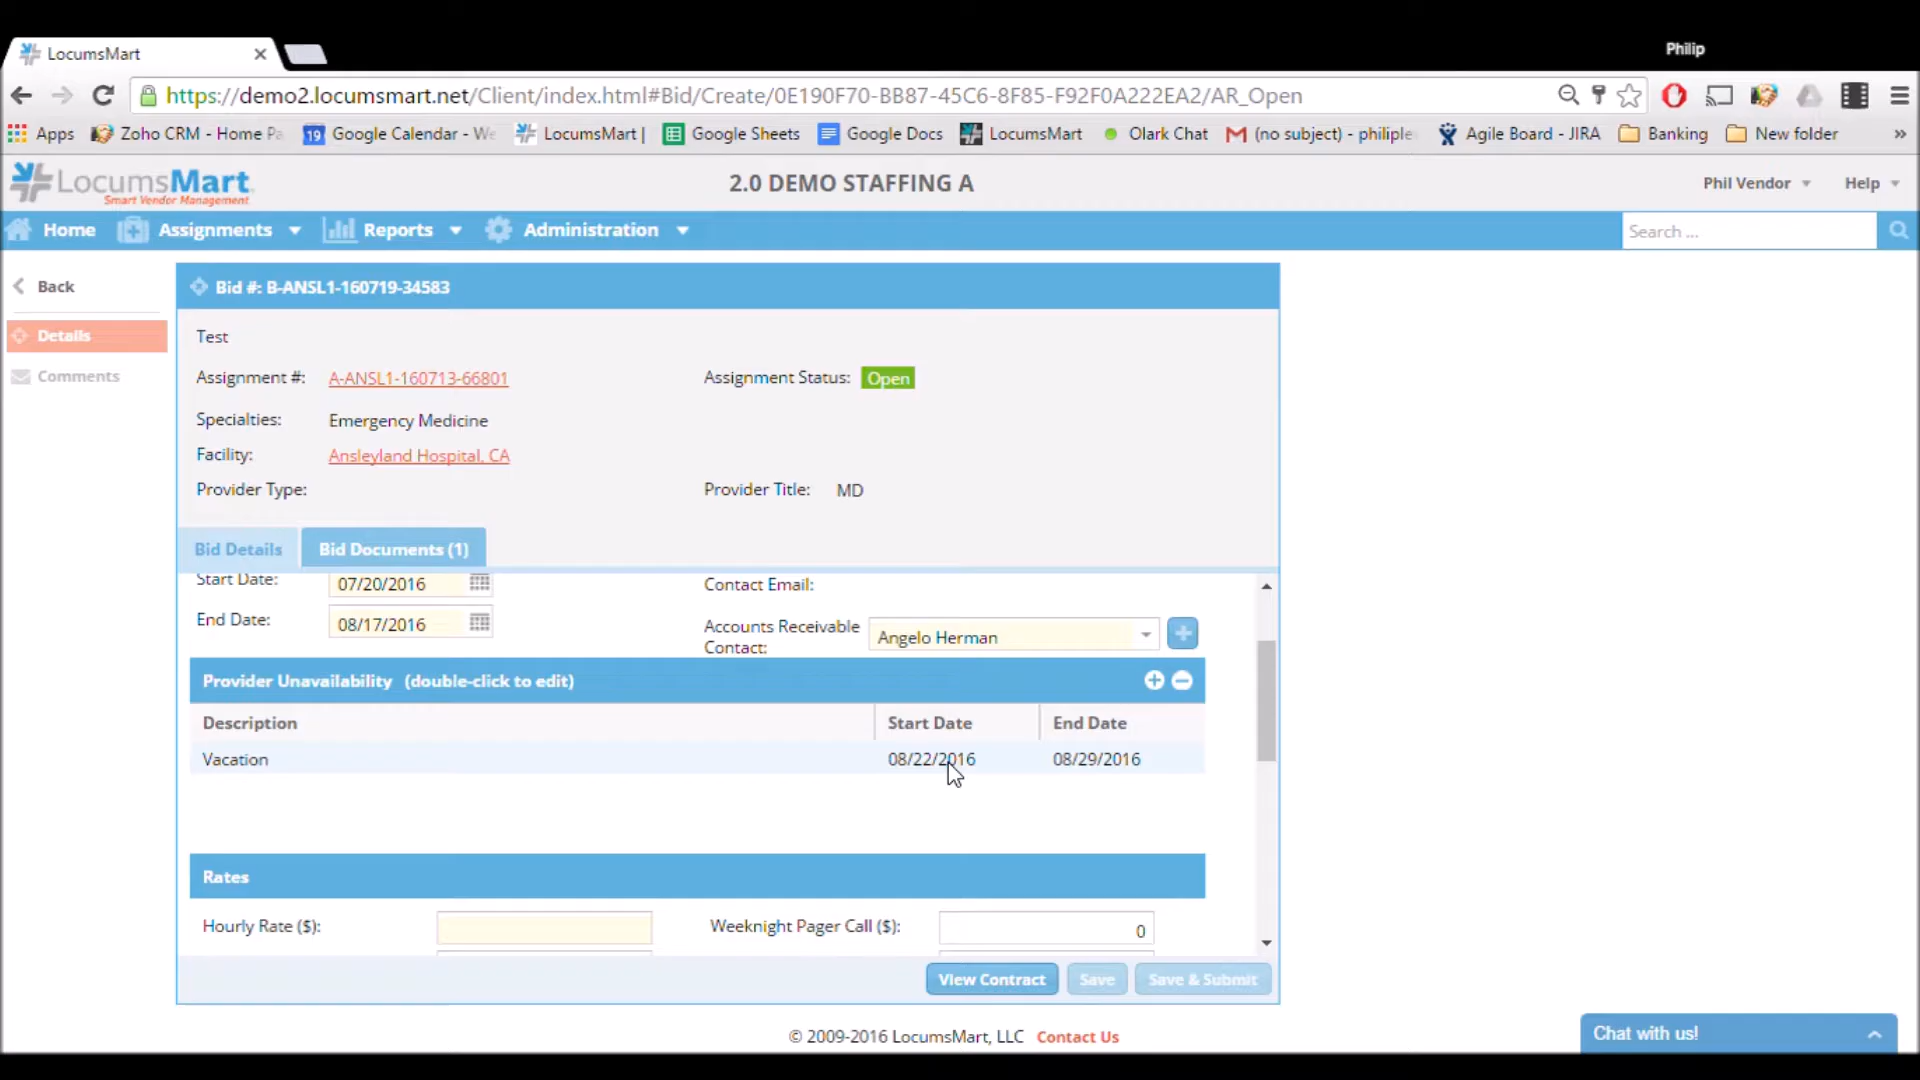 Philip
LocumsMart
https://demo2.locumsmart.net/Client/index.html#Bid/Create/0E190F70-BB87-45C6-8F85-F92F0A222EA2/AR_Open
Apps Zoho CRM - Home Pa 19 Google Calendar - We LocumsMart | Google Sheets Google Docs LocumsMart Olark Chat (no subject) - philiple Agile Board - JIRA Banking New folder »
LocumsMart
Smart Vendor Management
2.0 DEMO STAFFING A
Phil Vendor Help
Home Assignments Reports Administration Search ...
Back
Details
Comments
Bid #: B-ANSL1-160719-34583
Test
Assignment #: A-ANSL1-160713-66801 Assignment Status: Open
Specialties: Emergency Medicine
Facility: Ansleyland Hospital, CA
Provider Type: Provider Title: MD
Bid Details Bid Documents (1)
Start Date: 07/20/2016 Contact Email:
End Date: 08/17/2016 Accounts Receivable Contact: Angelo Herman
Provider Unavailability (double-click to edit)
Description Start Date End Date
Vacation 08/22/2016 08/29/2016
Rates
Hourly Rate ($): Weeknight Pager Call ($): 0
View Contract Save Save & Submit
© 2009-2016 LocumsMart, LLC Contact Us
Chat with us!